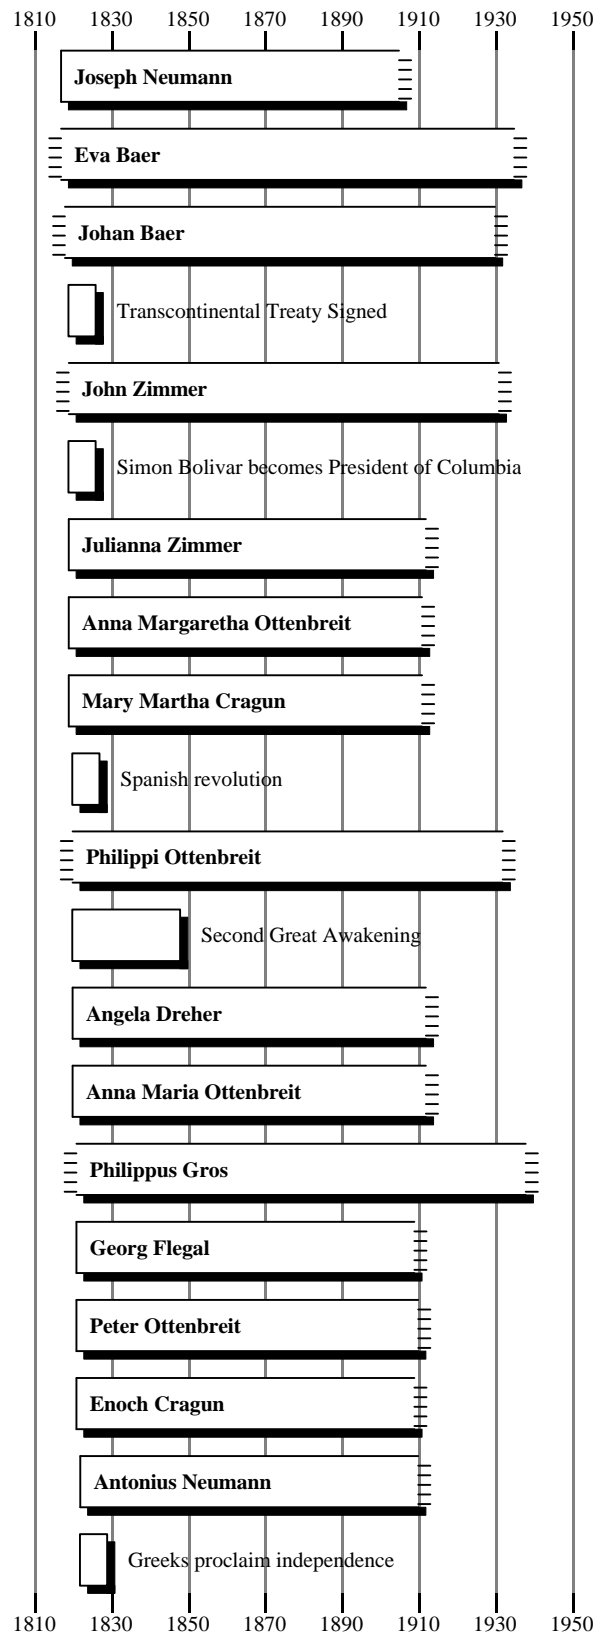 1810 1830 1850 1870 1890 1910 1930 1950
Joseph Neumann
Eva Baer
Johan Baer
Transcontinental Treaty Signed
John Zimmer
Simon Bolivar becomes President of Columbia
Julianna Zimmer
Anna Margaretha Ottenbreit
Mary Martha Cragun
Spanish revolution
Philippi Ottenbreit
Second Great Awakening
Angela Dreher
Anna Maria Ottenbreit
Philippus Gros
Georg Flegal
Peter Ottenbreit
Enoch Cragun
Antonius Neumann
Greeks proclaim independence
1810 1830 1850 1870 1890 1910 1930 1950